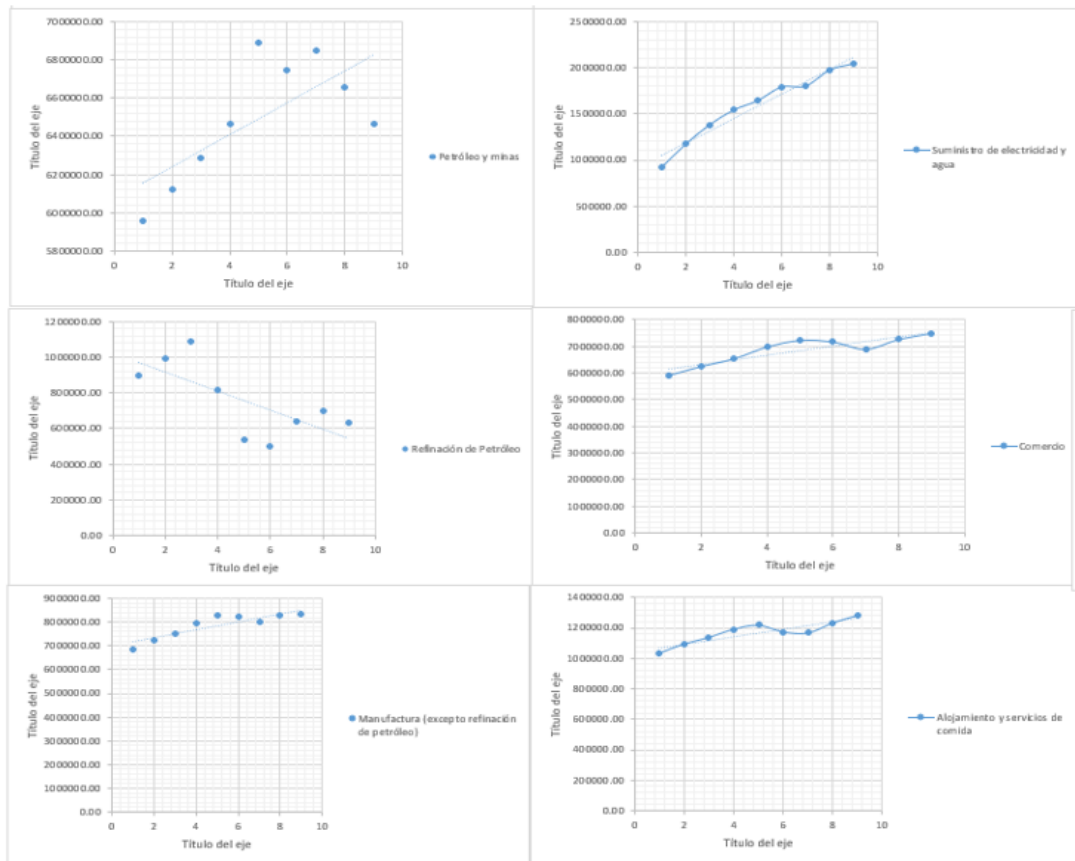 7000000.00
6800000.00
6600000.00
6400000.00
6200000.00
6000000.00
5800000.00
0 2 4 6 8 10
Título del eje
Título del eje
Petróleo y minas
2500000.00
2000000.00
1500000.00
1000000.00
500000.00
0.00
0 2 4 6 8 10
Título del eje
Título del eje
Suministro de electricidad y
agua
1200000.00
1000000.00
800000.00
600000.00
400000.00
200000.00
0.00
0 2 4 6 8 10
Título del eje
Título del eje
Refinación de Petróleo
8000000.00
7000000.00
6000000.00
5000000.00
4000000.00
3000000.00
2000000.00
1000000.00
0.00
0 2 4 6 8 10
Título del eje
Título del eje
Comercio
9000000.00
8000000.00
7000000.00
6000000.00
5000000.00
4000000.00
3000000.00
2000000.00
1000000.00
0.00
0 2 4 6 8 10
Título del eje
Título del eje
Manufactura (excepto refinación
de petróleo)
1400000.00
1200000.00
1000000.00
800000.00
600000.00
400000.00
200000.00
0.00
0 2 4 6 8 10
Título del eje
Título del eje
Alojamiento y servicios de
comida